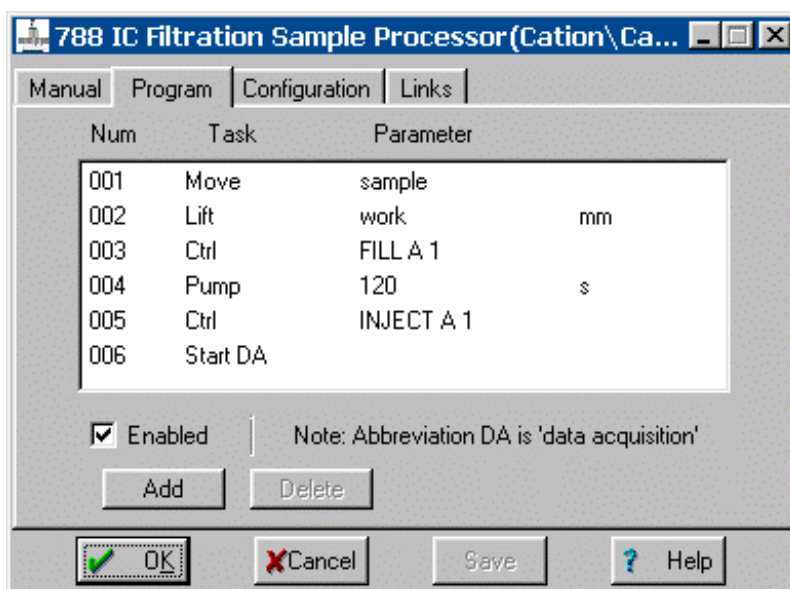 788 IC Filtration Sample Processor(Cation\Ca...
Manual Program Configuration Links
Num Task Parameter
001 Move sample
002 Lift work mm
003 Ctrl FILL A 1
004 Pump 120 s
005 Ctrl INJECT A 1
006 Start DA
Enabled Note: Abbreviation DA is 'data acquisition'
Add Delete
OK Cancel Save ? Help